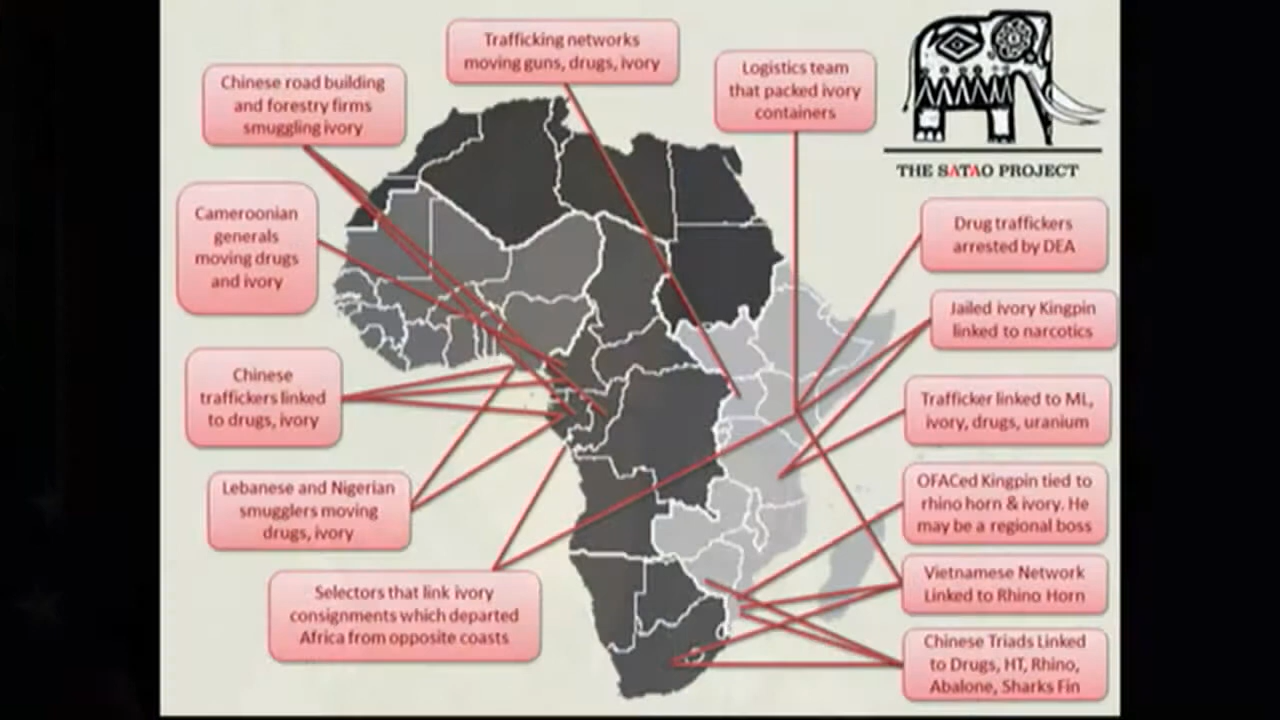 Trafficking networks
moving guns, drugs, ivory
Chinese road building
and forestry firms
smuggling ivory
Logistics team
that packed ivory
containers
THE SATAO PROJECT
Cameroonian
generals
moving drugs
and ivory
Drug traffickers
arrested by DEA
Jailed ivory Kingpin
linked to narcotics
Chinese
traffickers linked
to drugs, ivory
Trafficker linked to ML,
ivory, drugs, uranium
Lebanese and Nigerian
smugglers moving
drugs, ivory
OFACed Kingpin tied to
rhino horn & ivory. He
may be a regional boss
Selectors that link ivory
consignments which departed
Africa from opposite coasts
Vietnamese Network
Linked to Rhino Horn
Chinese Triads Linked
to Drugs, HT, Rhino,
Abalone, Sharks Fin